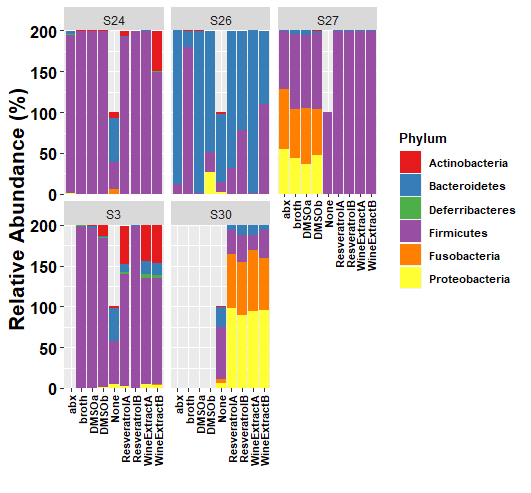 S24 S26 S27
200
150
100
50
0
Relative Abundance (%)
abx broth DMSOa DMSOb None ResveratrolA ResveratrolB WineExtractA WineExtractB
Phylum
Actinobacteria
Bacteroidetes
Deferribacteres
Firmicutes
Fusobacteria
Proteobacteria
S3 S30
200
150
100
50
0
abx broth DMSOa DMSOb None ResveratrolA ResveratrolB WineExtractA WineExtractB
abx broth DMSOa DMSOb None ResveratrolA ResveratrolB WineExtractA WineExtractB